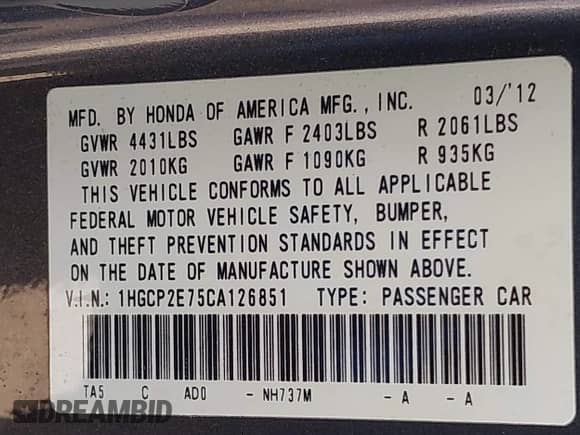 MFD. BY HONDA OF AMERICA MFG., INC. 03/'12
GVWR 4431LBS GAWR F 2403LBS R 2061LBS
GVWR 2010KG GAWR F 1090KG R 935KG
THIS VEHICLE CONFORMS TO ALL APPLICABLE
FEDERAL MOTOR VEHICLE SAFETY, BUMPER,
AND THEFT PREVENTION STANDARDS IN EFFECT
ON THE DATE OF MANUFACTURE SHOWN ABOVE.
V.I.N.: 1HGCP2E75CA126851 TYPE: PASSENGER CAR
TA5 C AD0 - NH737M - A - A
DREAMBID